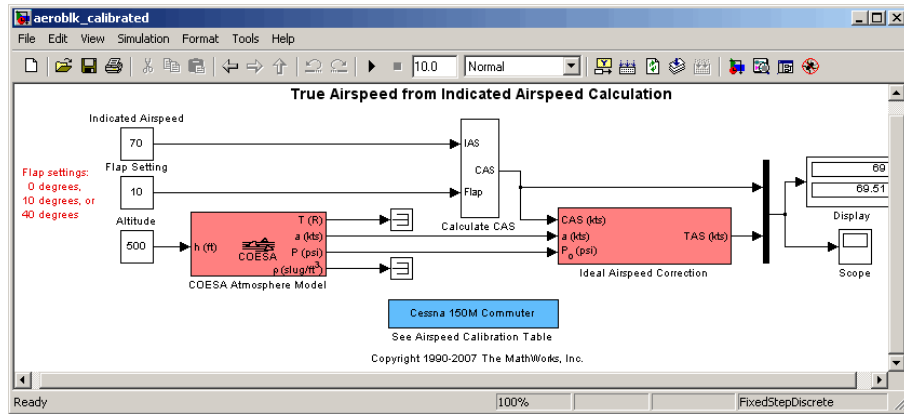 aeroblk_calibrated
File Edit View Simulation Format Tools Help
10.0 Normal
True Airspeed from Indicated Airspeed Calculation
Indicated Airspeed
70
Flap Setting
10
Flap settings:
0 degrees,
10 degrees, or
40 degrees
Altitude
500
h (ft)
COESA
T (R)
a (kts)
P (psi)
ρ(slug/ft³)
COESA Atmosphere Model
IAS
CAS
Flap
Calculate CAS
CAS (kts)
a (kts)
P₀ (psi)
TAS (kts)
Ideal Airspeed Correction
69
69.51
Display
Scope
Cessna 150M Commuter
See Airspeed Calibration Table
Copyright 1990-2007 The MathWorks, Inc.
Ready 100% FixedStepDiscrete